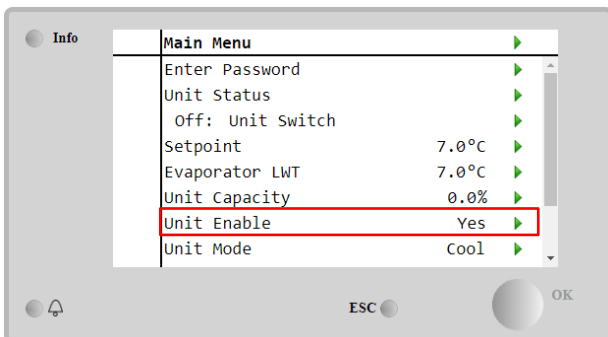 Info
Main Menu
Enter Password
Unit Status
Off: Unit Switch
Setpoint 7.0°C
Evaporator LWT 7.0°C
Unit Capacity 0.0%
Unit Enable Yes
Unit Mode Cool
ESC
OK